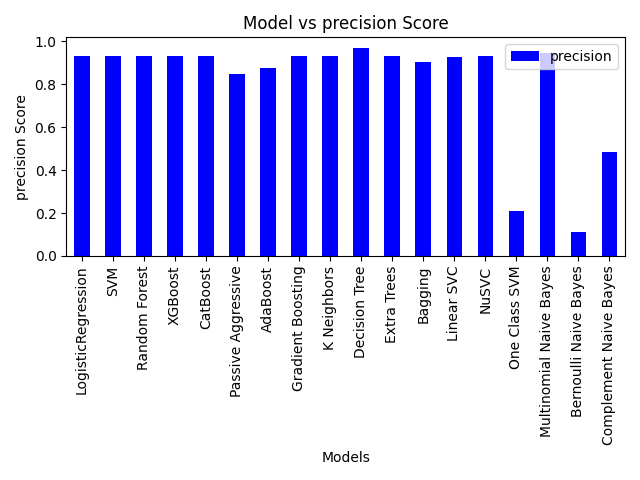 Model vs precision Score
precision
1.0
0.8
0.6
0.4
0.2
0.0
precision Score
LogisticRegression
SVM
Random Forest
XGBoost
CatBoost
Passive Aggressive
AdaBoost
Gradient Boosting
K Neighbors
Decision Tree
Extra Trees
Bagging
Linear SVC
NuSVC
One Class SVM
Multinomial Naive Bayes
Bernoulli Naive Bayes
Complement Naive Bayes
Models